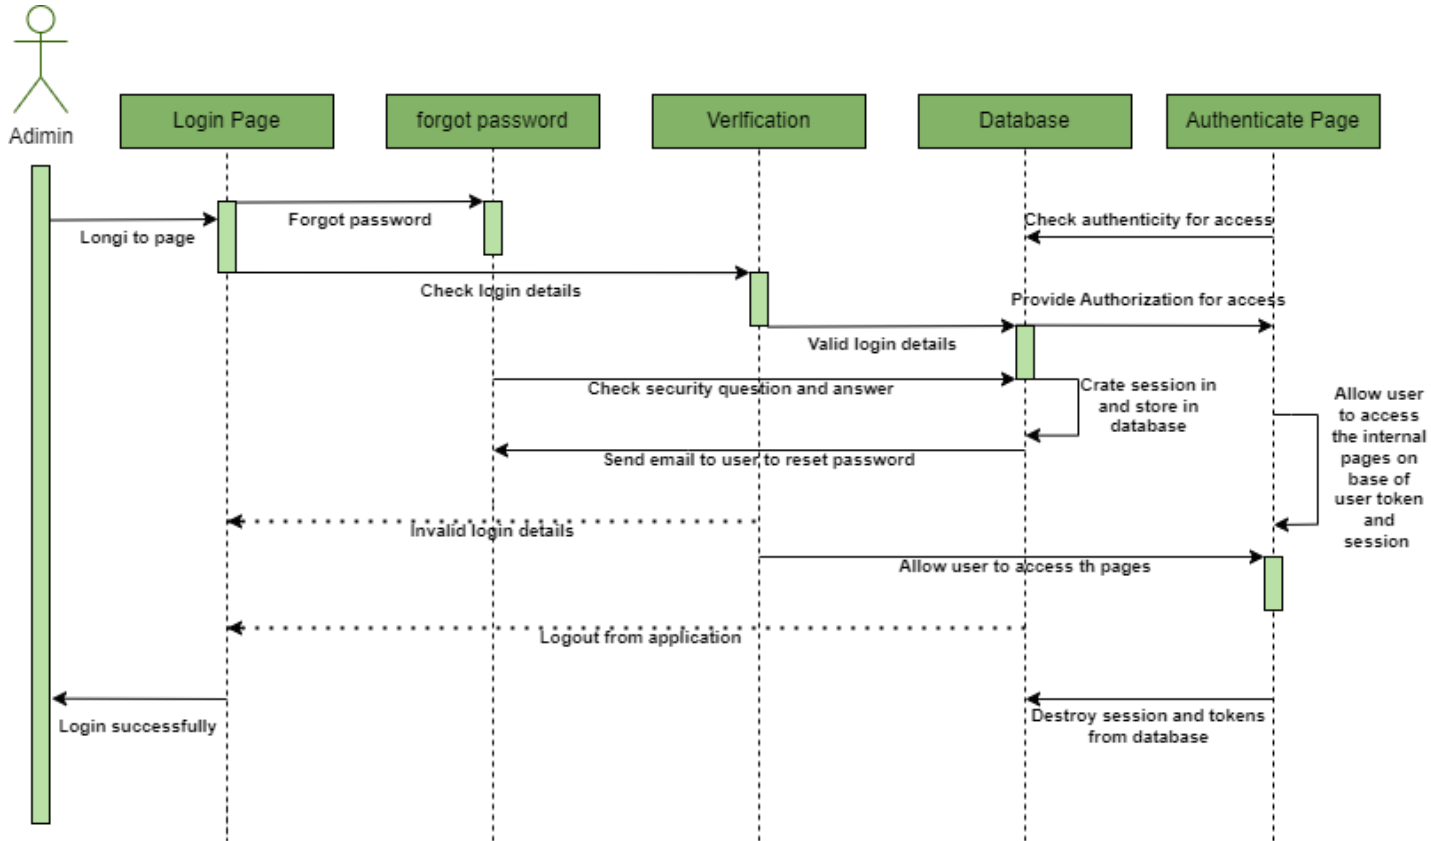 Adimin
Login Page
forgot password
Verlfication
Database
Authenticate Page
Forgot password
Check authenticity for access
Longi to page
Check login details
Provide Authorization for access
Valid login details
Check security question and answer
Crate session in
and store in
database
Allow user
to access
the internal
pages on
base of
user token
and
session
Send email to user to reset password
Invalid login details
Allow user to access th pages
Logout from application
Login successfully
Destroy session and tokens
from database